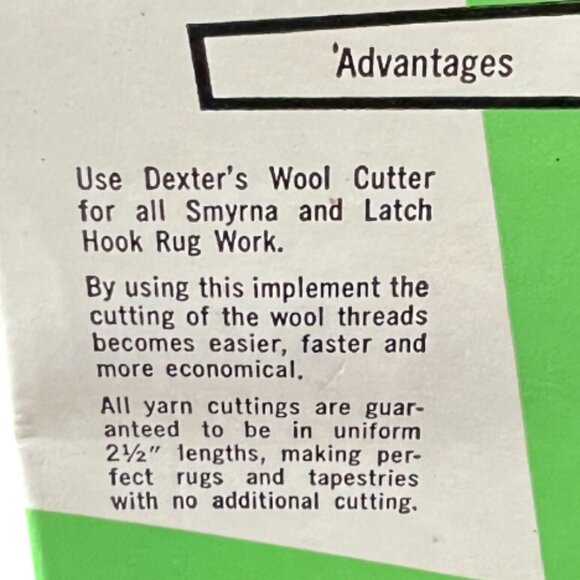 'Advantages
Use Dexter's Wool Cutter
for all Smyrna and Latch
Hook Rug Work.
By using this implement the
cutting of the wool threads
becomes easier, faster and
more economical.
All yarn cuttings are guar-
anteed to be in uniform
2½" lengths, making per-
fect rugs and tapestries
with no additional cutting.